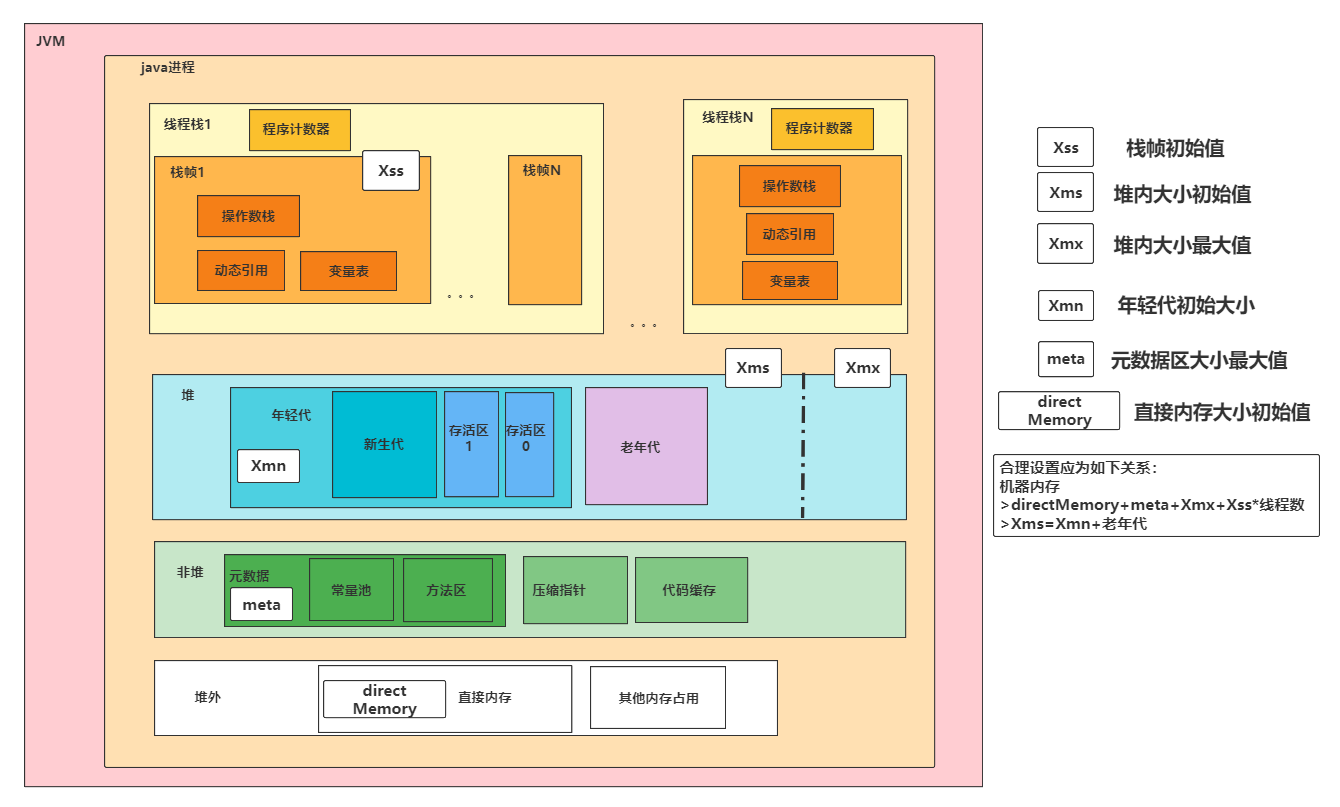 JVM
java进程
线程栈1
程序计数器
栈帧1
Xss
操作数栈
动态引用
变量表
。。。
栈帧N
。。。
线程栈N
程序计数器
操作数栈
动态引用
变量表
堆
年轻代
Xmn
新生代
存活区
1
存活区
0
老年代
Xms
Xmx
非堆
元数据
meta
常量池
方法区
压缩指针
代码缓存
堆外
direct
Memory
直接内存
其他内存占用
Xss
栈帧初始值
Xms
堆内大小初始值
Xmx
堆内大小最大值
Xmn
年轻代初始大小
meta
元数据区大小最大值
direct
Memory
直接内存大小初始值
合理设置应为如下关系：
机器内存
>directMemory+meta+Xmx+Xss*线程数
>Xms=Xmn+老年代